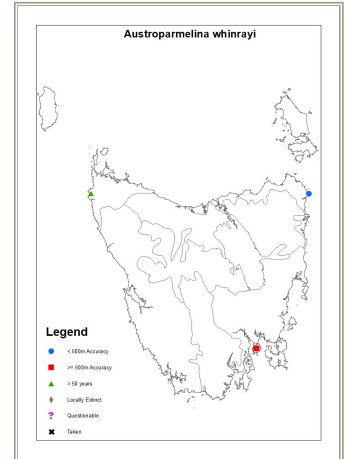 Austroparmelina whinrayi
Legend
< 500m Accuracy
>= 500m Accuracy
> 50 years
Locally Extinct
? Questionable
Taken